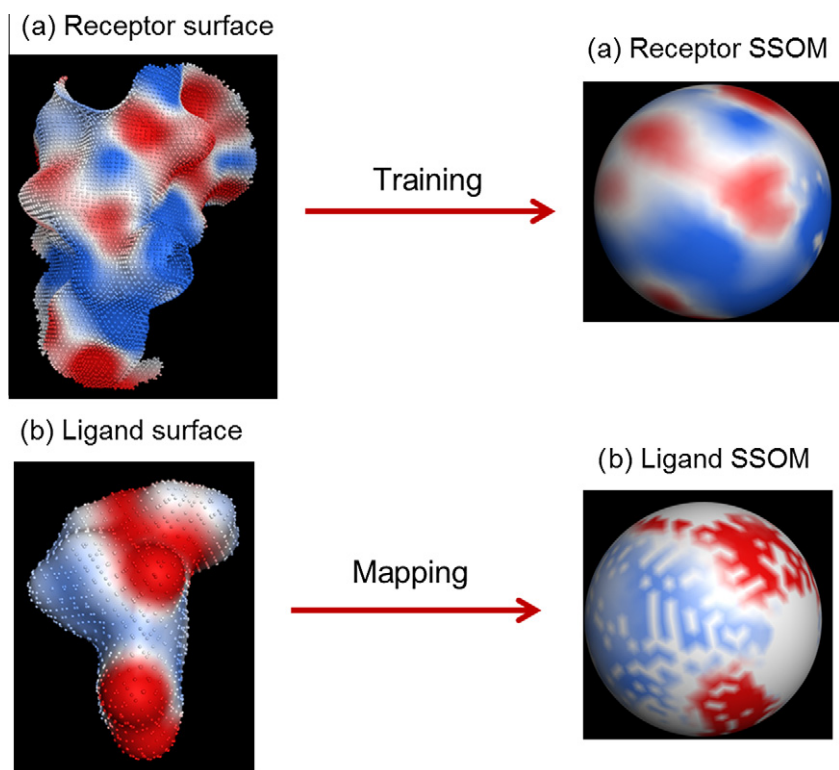 (a) Receptor surface
(a) Receptor SSOM
Training
(b) Ligand surface
(b) Ligand SSOM
Mapping